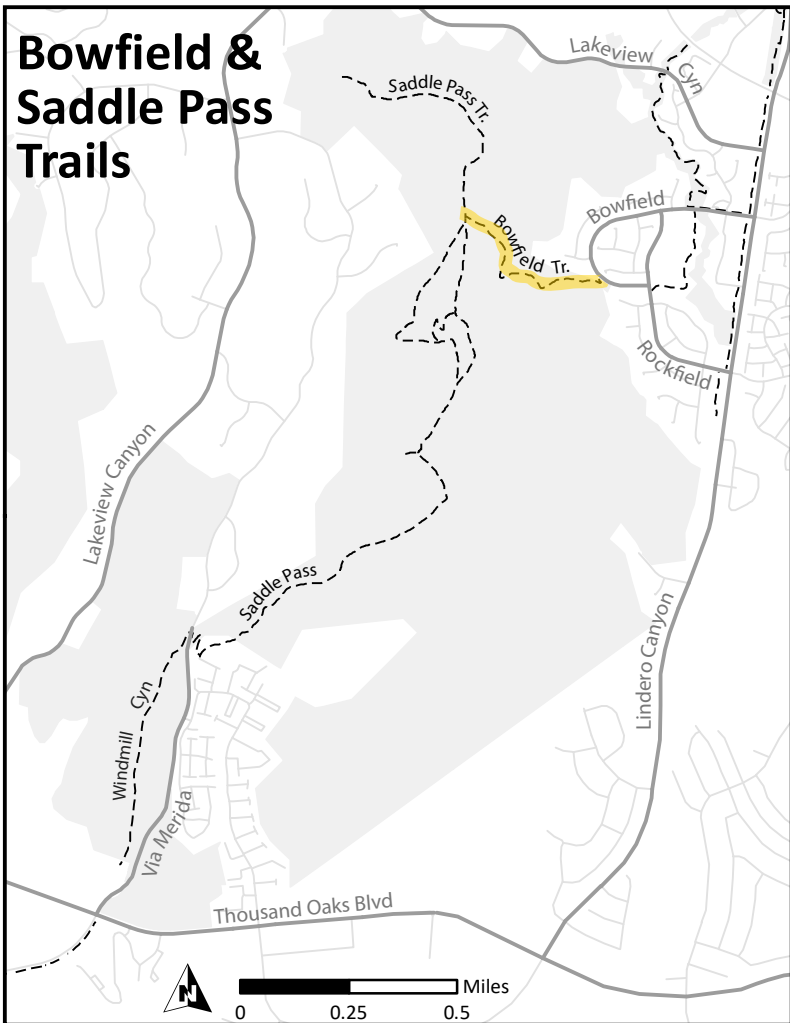 Bowfield &
Saddle Pass
Trails
Lakeview
Cyn
Saddle Pass Tr.
Bowfield
Bowfield Tr.
Rockfield
Lakeview Canyon
Saddle Pass
Lindero Canyon
Windmill Cyn
Via Merida
Thousand Oaks Blvd
N
Miles
0 0.25 0.5